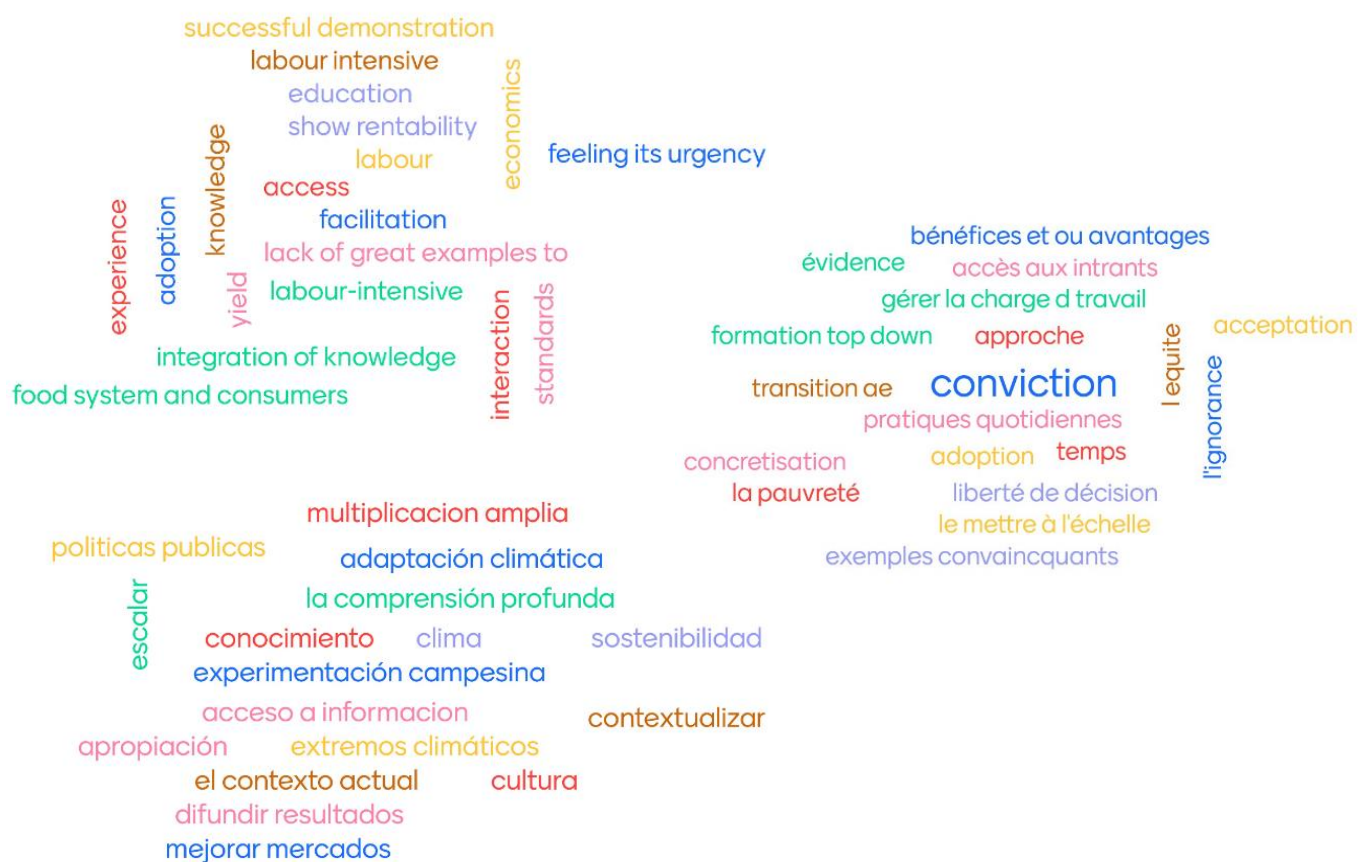 successful demonstration
labour intensive
education
show rentability
economics
labour
knowledge
feeling its urgency
access
experience
adoption
facilitation
lack of great examples to
yield
labour-intensive
interaction
standards
integration of knowledge
food system and consumers
bénéfices et ou avantages
évidence
accès aux intrants
gérer la charge d travail
formation top down
approche
l equite
acceptation
transition ae
conviction
l'ignorance
pratiques quotidiennes
concretisation
adoption
temps
la pauvreté
liberté de décision
le mettre à l'échelle
exemples convaincquants
multiplicacion amplia
politicas publicas
adaptación climática
escalar
la comprensión profunda
conocimiento
clima
sostenibilidad
experimentación campesina
acceso a informacion
contextualizar
apropiación
extremos climáticos
el contexto actual
cultura
difundir resultados
mejorar mercados